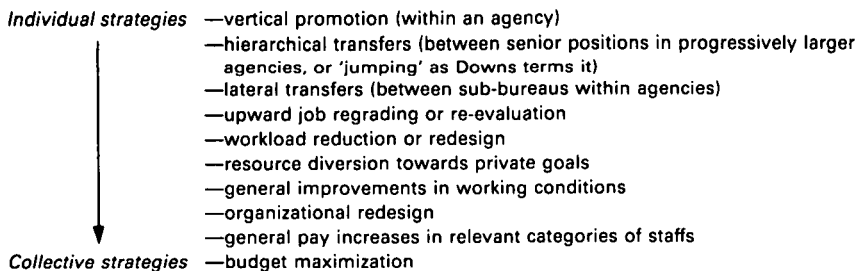 Individual strategies —vertical promotion (within an agency)
—hierarchical transfers (between senior positions in progressively larger
agencies, or 'jumping' as Downs terms it)
—lateral transfers (between sub-bureaus within agencies)
—upward job regrading or re-evaluation
—workload reduction or redesign
—resource diversion towards private goals
—general improvements in working conditions
—organizational redesign
—general pay increases in relevant categories of staffs
Collective strategies —budget maximization